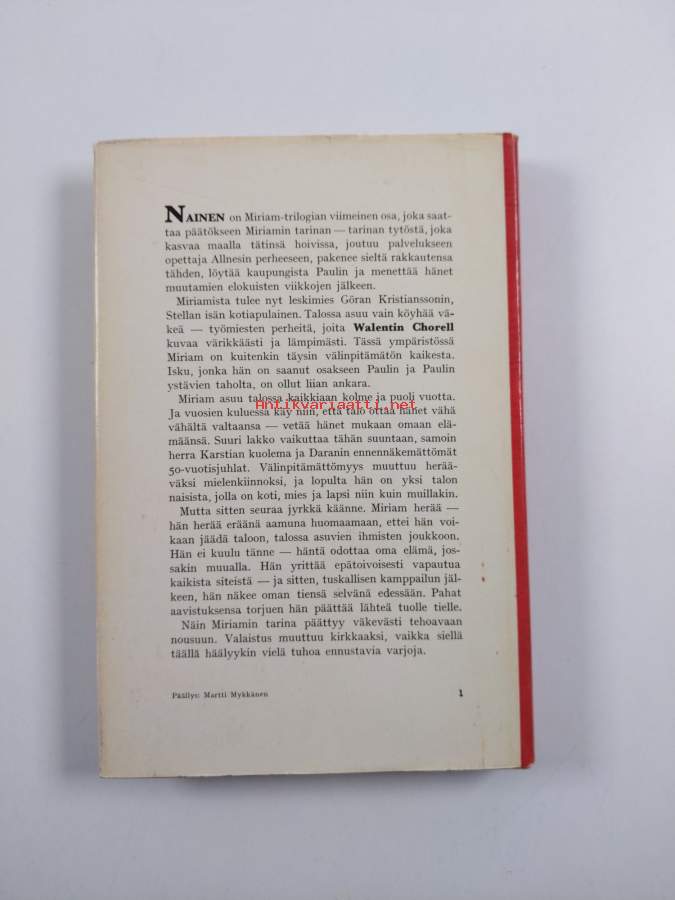 NAINEN on Miriam-trilogian viimeinen osa, joka saat-
taa päätökseen Miriamin tarinan — tarinan tytöstä, joka
kasvaa maalla tätinsä hoivissa, joutuu palvelukseen
opettaja Allnesin perheeseen, pakenee sieltä rakkautensa
tähden, löytää kaupungista Paulin ja menettää hänet
muutamien elokuisten viikkojen jälkeen.
Miriamista tulee nyt leskimies Göran Kristianssonin,
Stellan isän kotiapulainen. Talossa asuu vain köyhää vä-
keä — työmiesten perheitä, joita Walentin Chorell
kuvaa värikkäästi ja lämpimästi. Tässä ympäristössä
Miriam on kuitenkin täysin välinpitämätön kaikesta.
Isku, jonka hän on saanut osakseen Paulin ja Paulin
ystävien taholta, on ollut liian ankara.
Miriam asuu talossa kaikkiaan kolme ja puoli vuotta.
Antikvariaatti.net
Ja vuosien kuluessa käy niin, että talo ottaa hänet vähä
vähältä valtaansa — vetää hänet mukaan omaan elä-
määnsä. Suuri lakko vaikuttaa tähän suuntaan, samoin
herra Karstian kuolema ja Daranin ennennäkemättömät
50-vuotisjuhlat. Välinpitämättömyys muuttuu herää-
väksi mielenkiinnoksi, ja lopulta hän on yksi talon
naisista, jolla on koti, mies ja lapsi niin kuin muillakin.
Mutta sitten seuraa jyrkkä käänne. Miriam herää —
hän herää eräänä aamuna huomaamaan, ettei hän voi-
kaan jäädä taloon, talossa asuvien ihmisten joukkoon.
Hän ei kuulu tänne — häntä odottaa oma elämä, jos-
sakin muualla. Hän yrittää epätoivoisesti vapautua
kaikista siteistä — ja sitten, tuskallisen kamppailun jäl-
keen, hän näkee oman tiensä selvänä edessään. Pahat
aavistuksensa torjuen hän päättää lähteä tuolle tielle.
Näin Miriamin tarina päättyy väkevästi tehoavaan
nousuun. Valaistus muuttuu kirkkaaksi, vaikka siellä
täällä häälyykin vielä tuhoa ennustavia varjoja.
Päällys: Martti Mykkänen 1